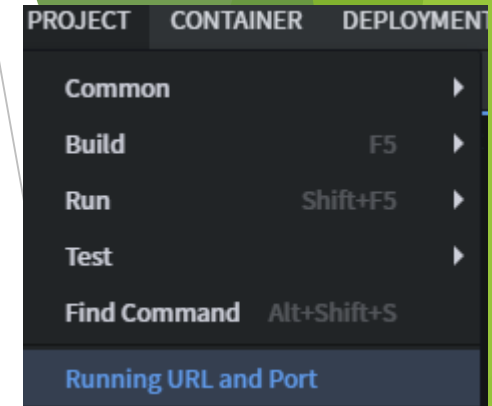 PROJECT CONTAINER DEPLOYMENT
Common
Build F5
Run Shift+F5
Test
Find Command Alt+Shift+S
Running URL and Port